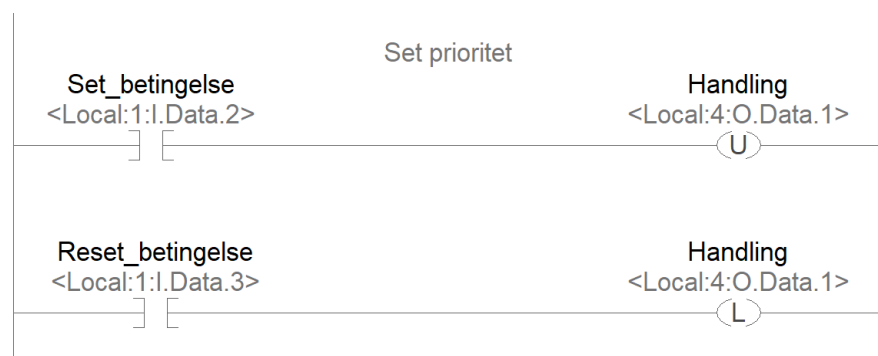 Set prioritet
Set_betingelse
Handling
<Local:1:I.Data.2>
<Local:4:O.Data.1>
U
Reset_betingelse
Handling
<Local:1:I.Data.3>
<Local:4:O.Data.1>
L